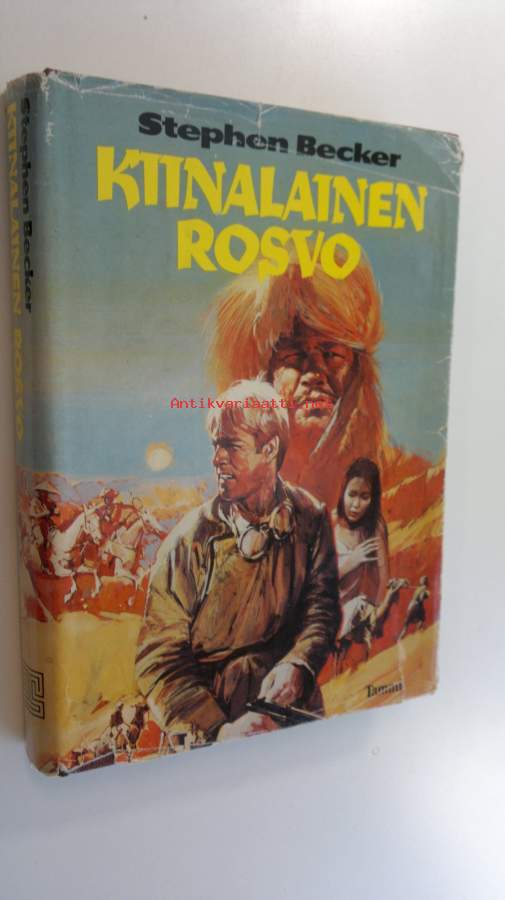 Stephen Becker
KIINALAINEN
ROSVO
Stephen Becker
KIINALAINEN ROSVO
Antikvariaatti.net
Tammi